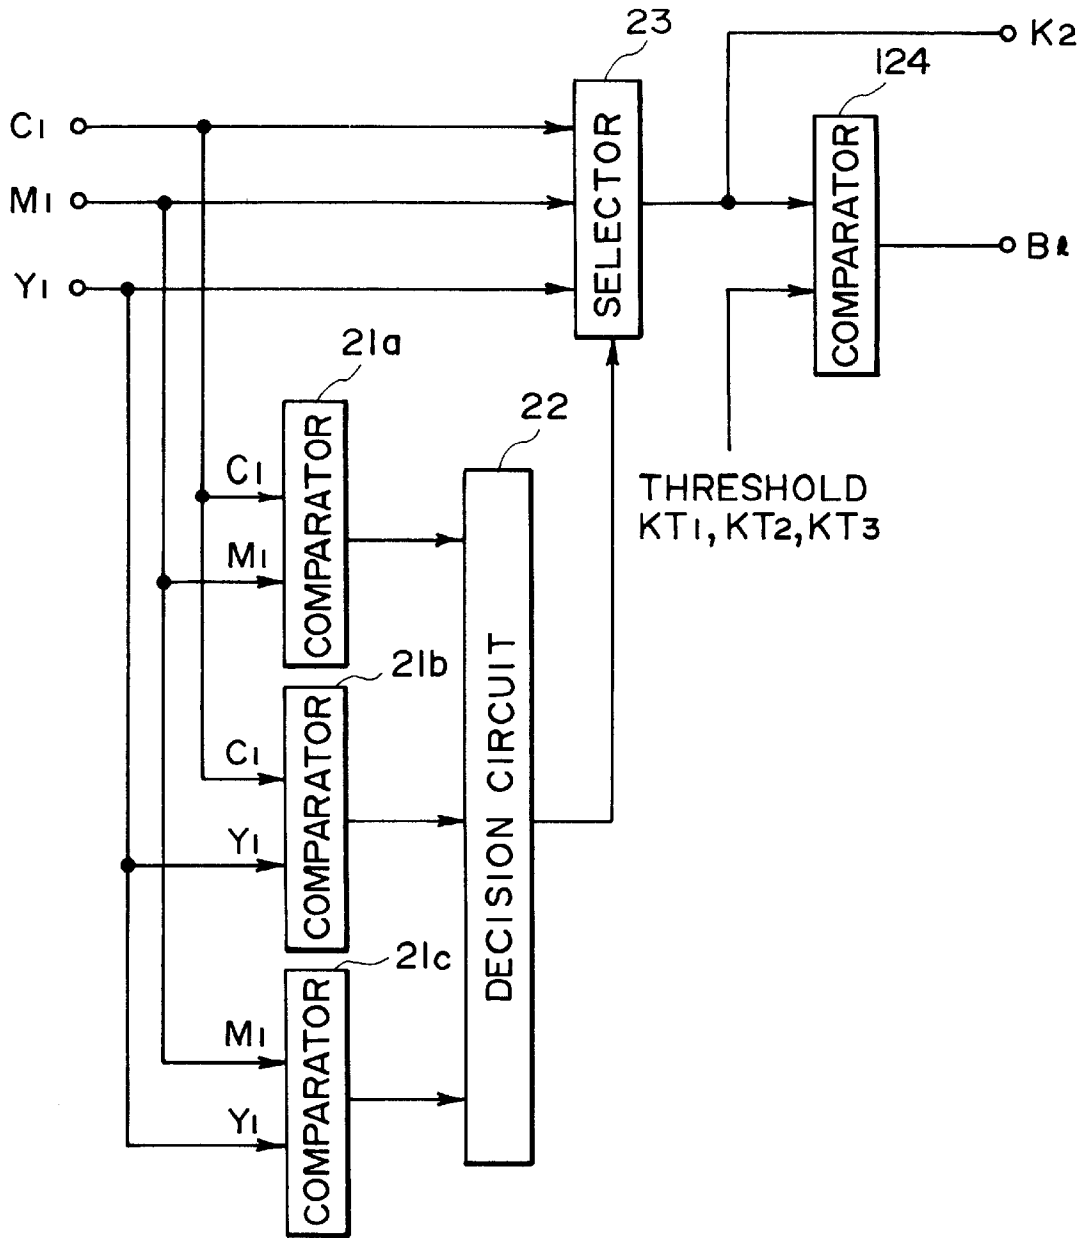 23
K2
124
C1
M1
Y1
SELECTOR
COMPARATOR
Bℓ
21a
22
THRESHOLD
KT1, KT2, KT3
C1
M1
COMPARATOR
21b
C1
Y1
COMPARATOR
DECISION CIRCUIT
21c
M1
Y1
COMPARATOR